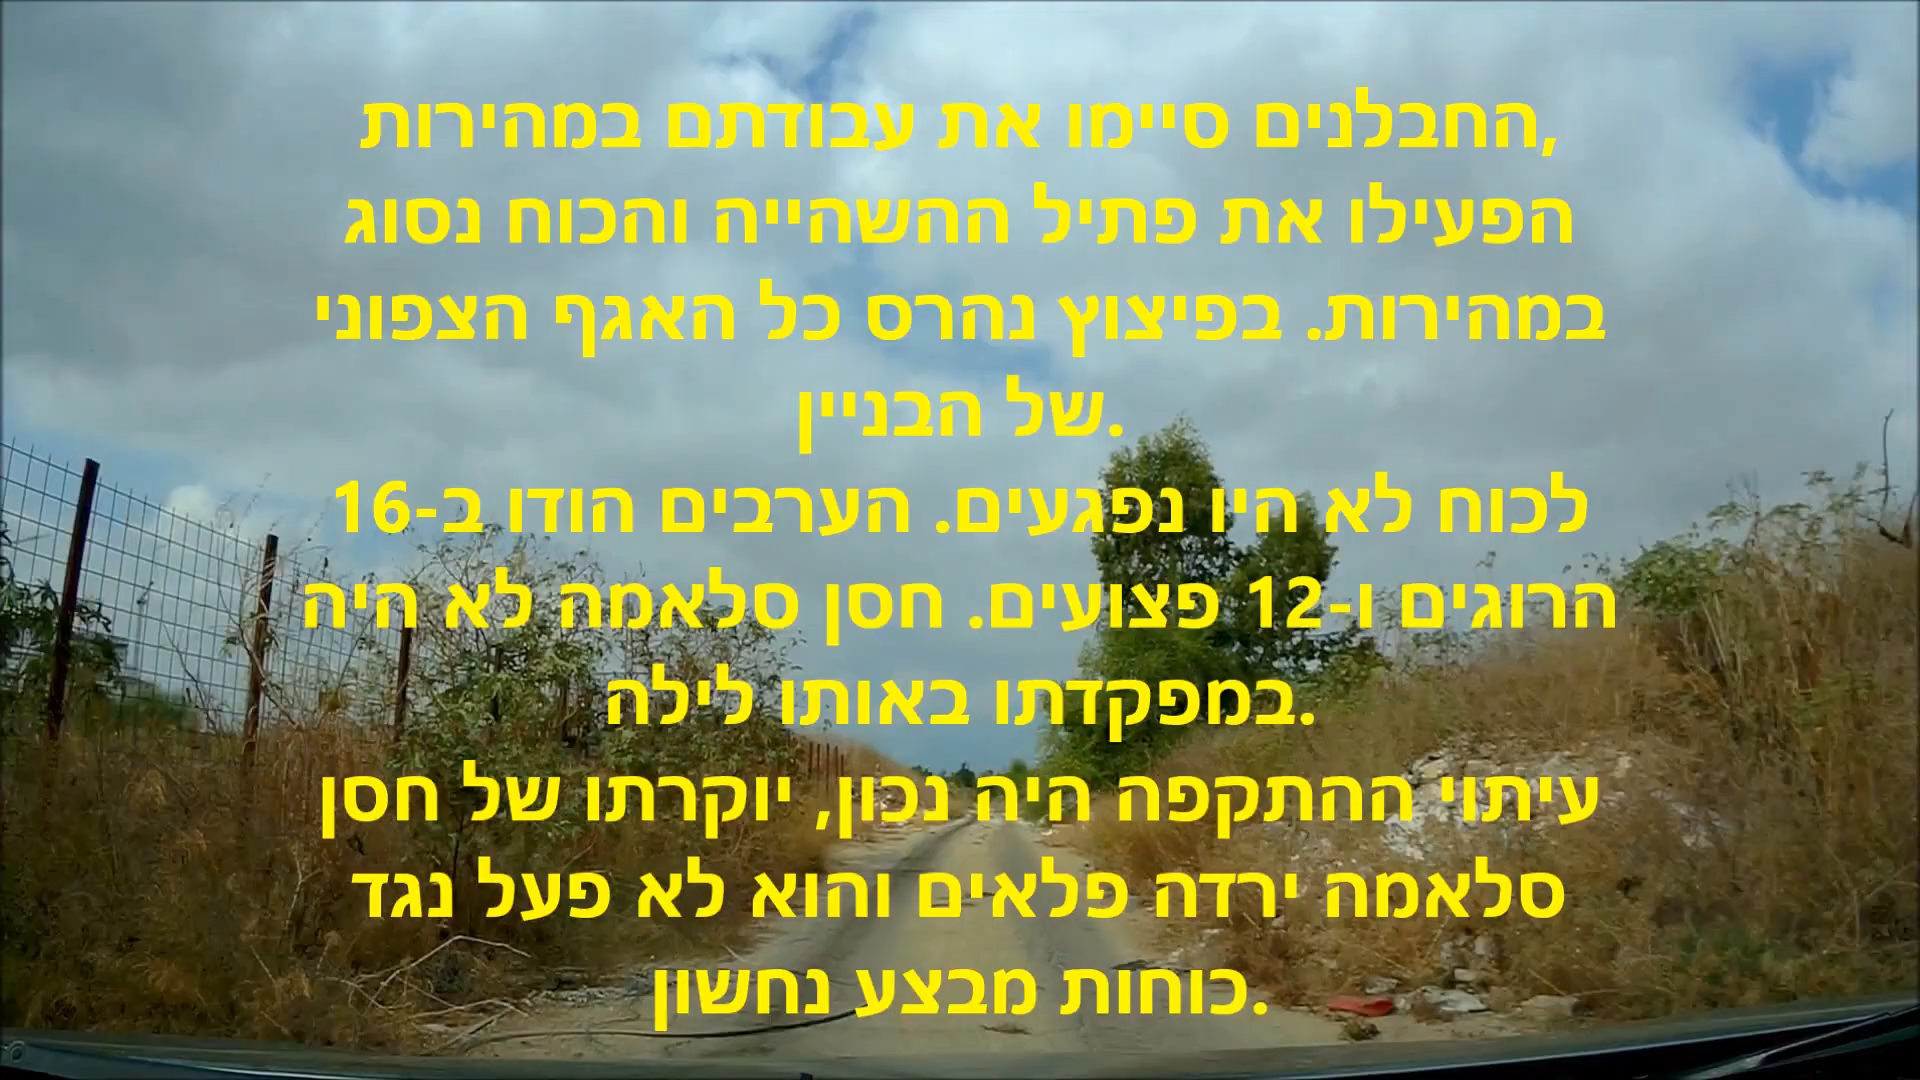 החבלנים סיימו את עבודתם במהירות,
הפעילו את פתיל ההשהייה והכוח נסוג
במהירות. בפיצוץ נהרס כל האגף הצפוני
של הבניין.
לכוח לא היו נפגעים. הערבים הודו ב-16
הרוגים ו-12 פצועים. חסן סלאמה לא היה
במפקדתו באותו לילה.
עיתוי ההתקפה היה נכון, יוקרתו של חסן
סלאמה ירדה פלאים והוא לא פעל נגד
כוחות מבצע נחשון.